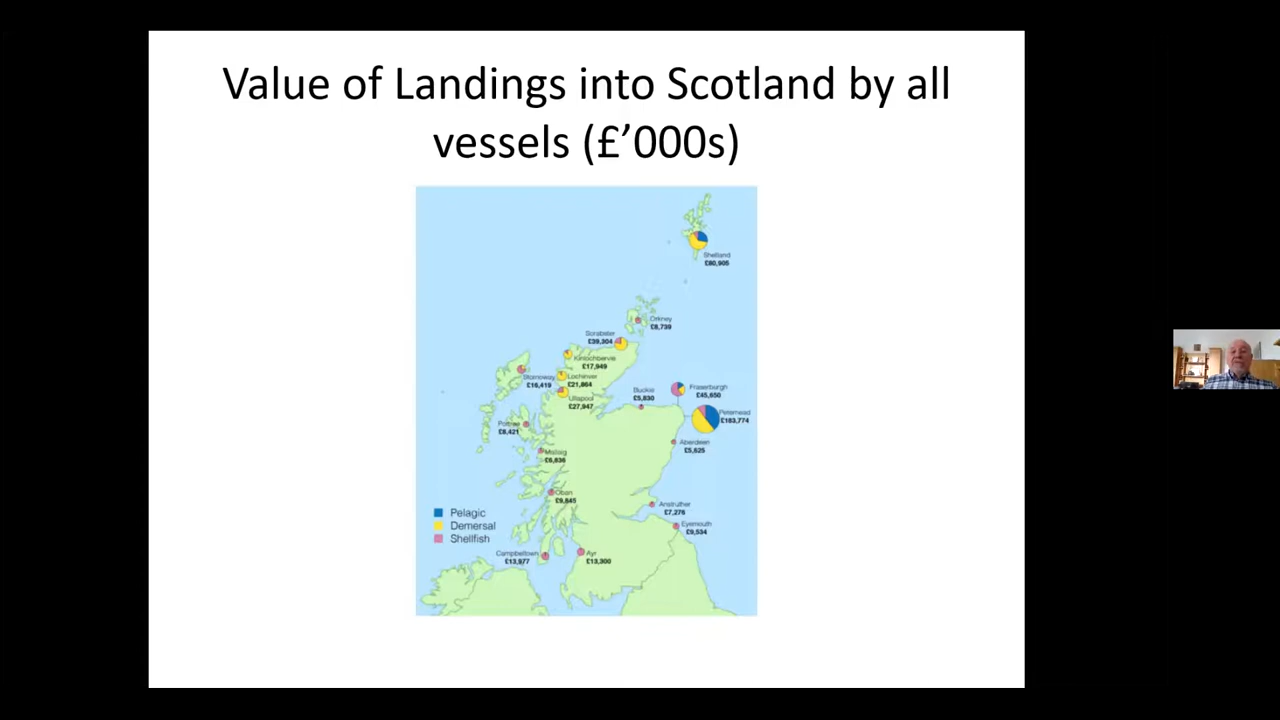 Value of Landings into Scotland by all
vessels (£’000s)
Shetland
£60,905
Orkney
£8,739
Scrabster
£39,304
Kinlochbervie
£17,949
Stornoway
£16,419
Lochinver
£21,864
Ullapool
£27,947
Buckie
£5,830
Fraserburgh
£45,650
Peterhead
£163,774
Portree
£8,421
Aberdeen
£5,625
Mallaig
£6,836
Oban
£9,845
Anstruther
£7,276
Eyemouth
£9,534
Pelagic
Demersal
Shellfish
Campbeltown
£13,977
Ayr
£13,300